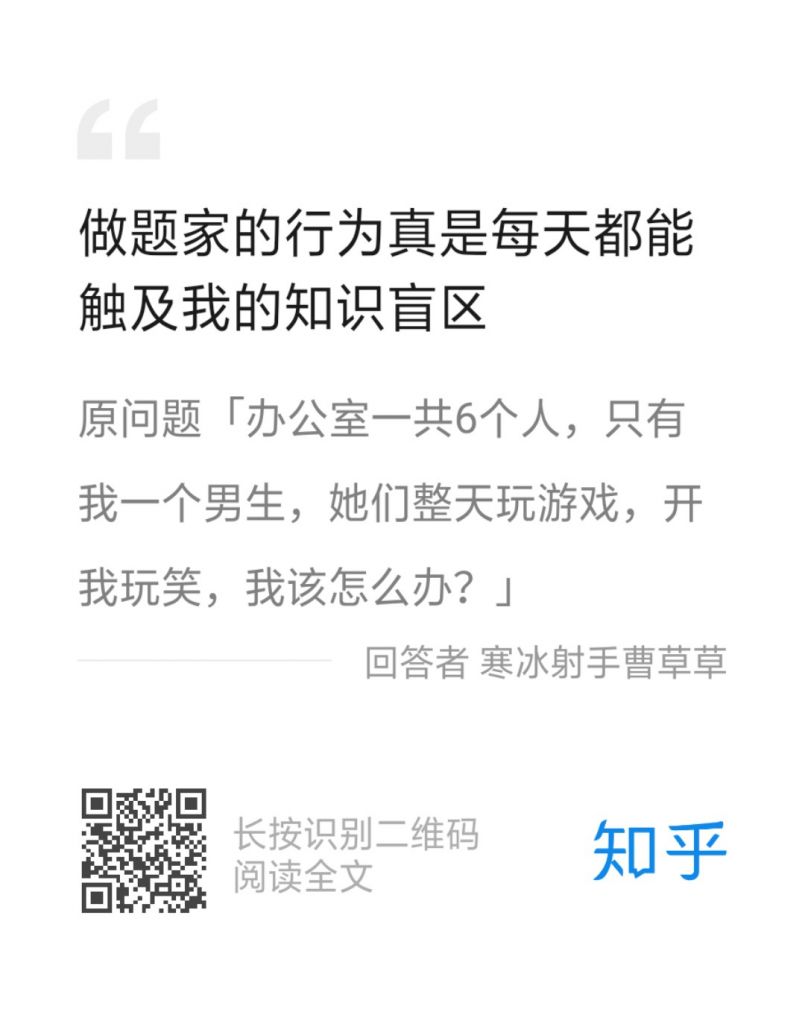 “
做题家的行为真是每天都能
触及我的知识盲区
原问题「办公室一共6个人，只有
我一个男生，她们整天玩游戏，开
我玩笑，我该怎么办？」
回答者 寒冰射手曹草草
长按识别二维码
阅读全文
知乎